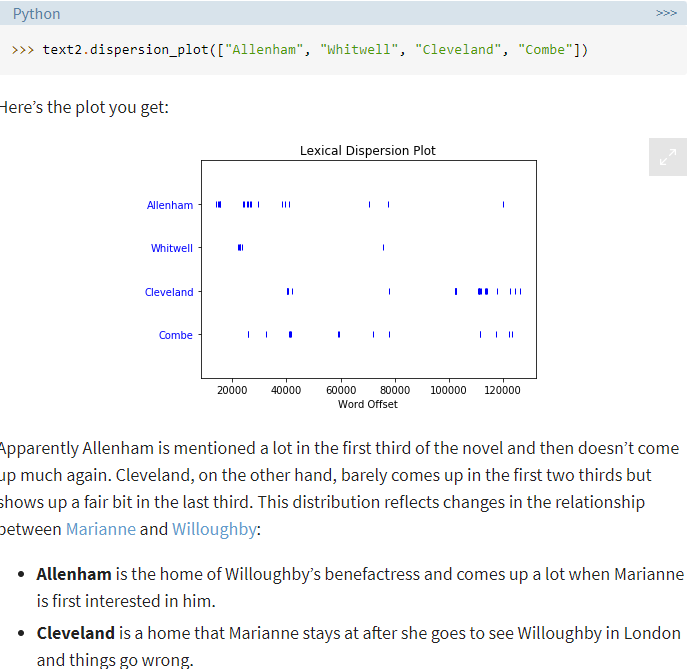 Python >>>
>>> text2.dispersion_plot(["Allenham", "Whitwell", "Cleveland", "Combe"])
Here’s the plot you get:
Lexical Dispersion Plot
Allenham
Whitwell
Cleveland
Combe
20000 40000 60000 80000 100000 120000
Word Offset
Apparently Allenham is mentioned a lot in the first third of the novel and then doesn’t come
up much again. Cleveland, on the other hand, barely comes up in the first two thirds but
shows up a fair bit in the last third. This distribution reflects changes in the relationship
between Marianne and Willoughby:
• Allenham is the home of Willoughby’s benefactress and comes up a lot when Marianne
is first interested in him.
• Cleveland is a home that Marianne stays at after she goes to see Willoughby in London
and things go wrong.